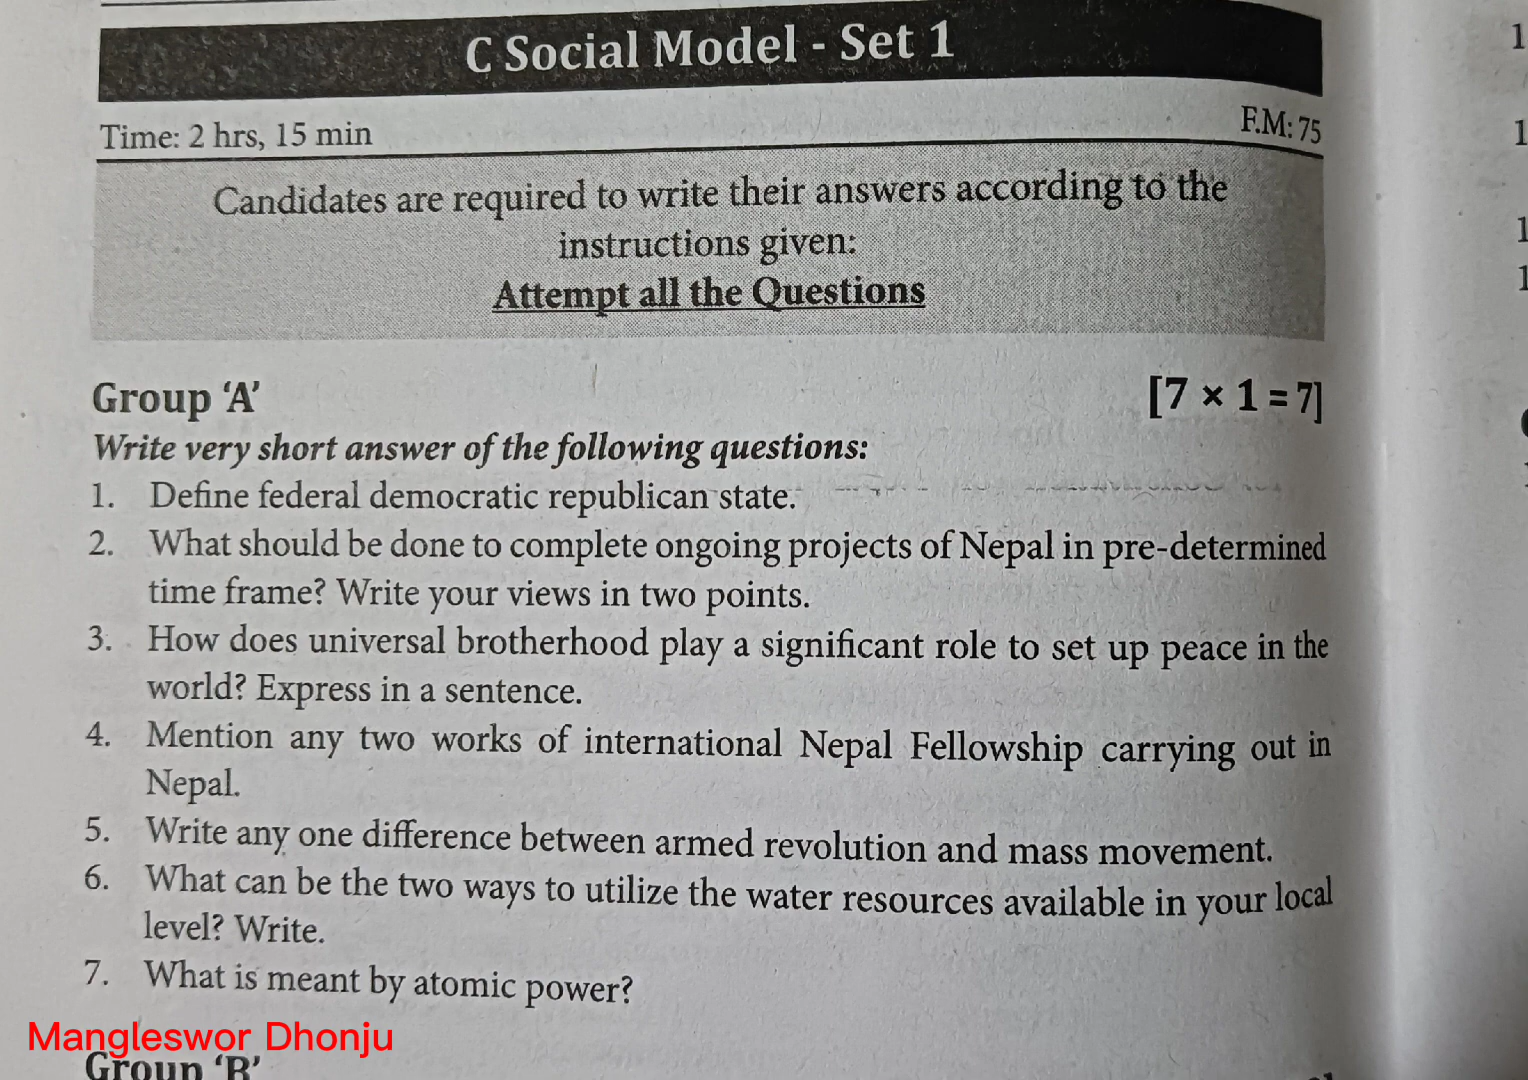 C Social Model - Set 1
Time: 2 hrs, 15 min
F.M: 75
Candidates are required to write their answers according to the
instructions given:
Attempt all the Questions
Group ‘A’
[7 × 1 = 7]
Write very short answer of the following questions:
1. Define federal democratic republican state.
2. What should be done to complete ongoing projects of Nepal in pre-determined
time frame? Write your views in two points.
3. How does universal brotherhood play a significant role to set up peace in the
world? Express in a sentence.
4. Mention any two works of international Nepal Fellowship carrying out in
Nepal.
5. Write any one difference between armed revolution and mass movement.
6. What can be the two ways to utilize the water resources available in your local
level? Write.
7. What is meant by atomic power?
Mangleswor Dhonju
Group ‘B’